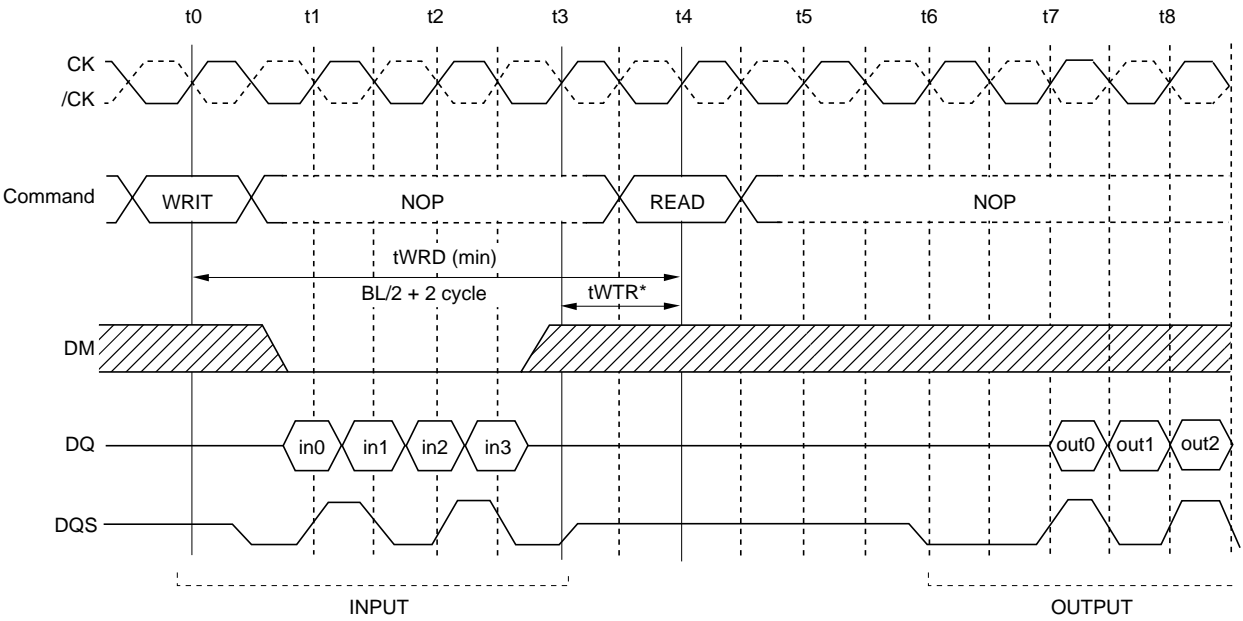 t0 t1 t2 t3 t4 t5 t6 t7 t8
CK
/CK
Command WRIT NOP READ NOP
tWRD (min)
BL/2 + 2 cycle tWTR*
DM
DQ in0 in1 in2 in3 out0 out1 out2
DQS
INPUT OUTPUT